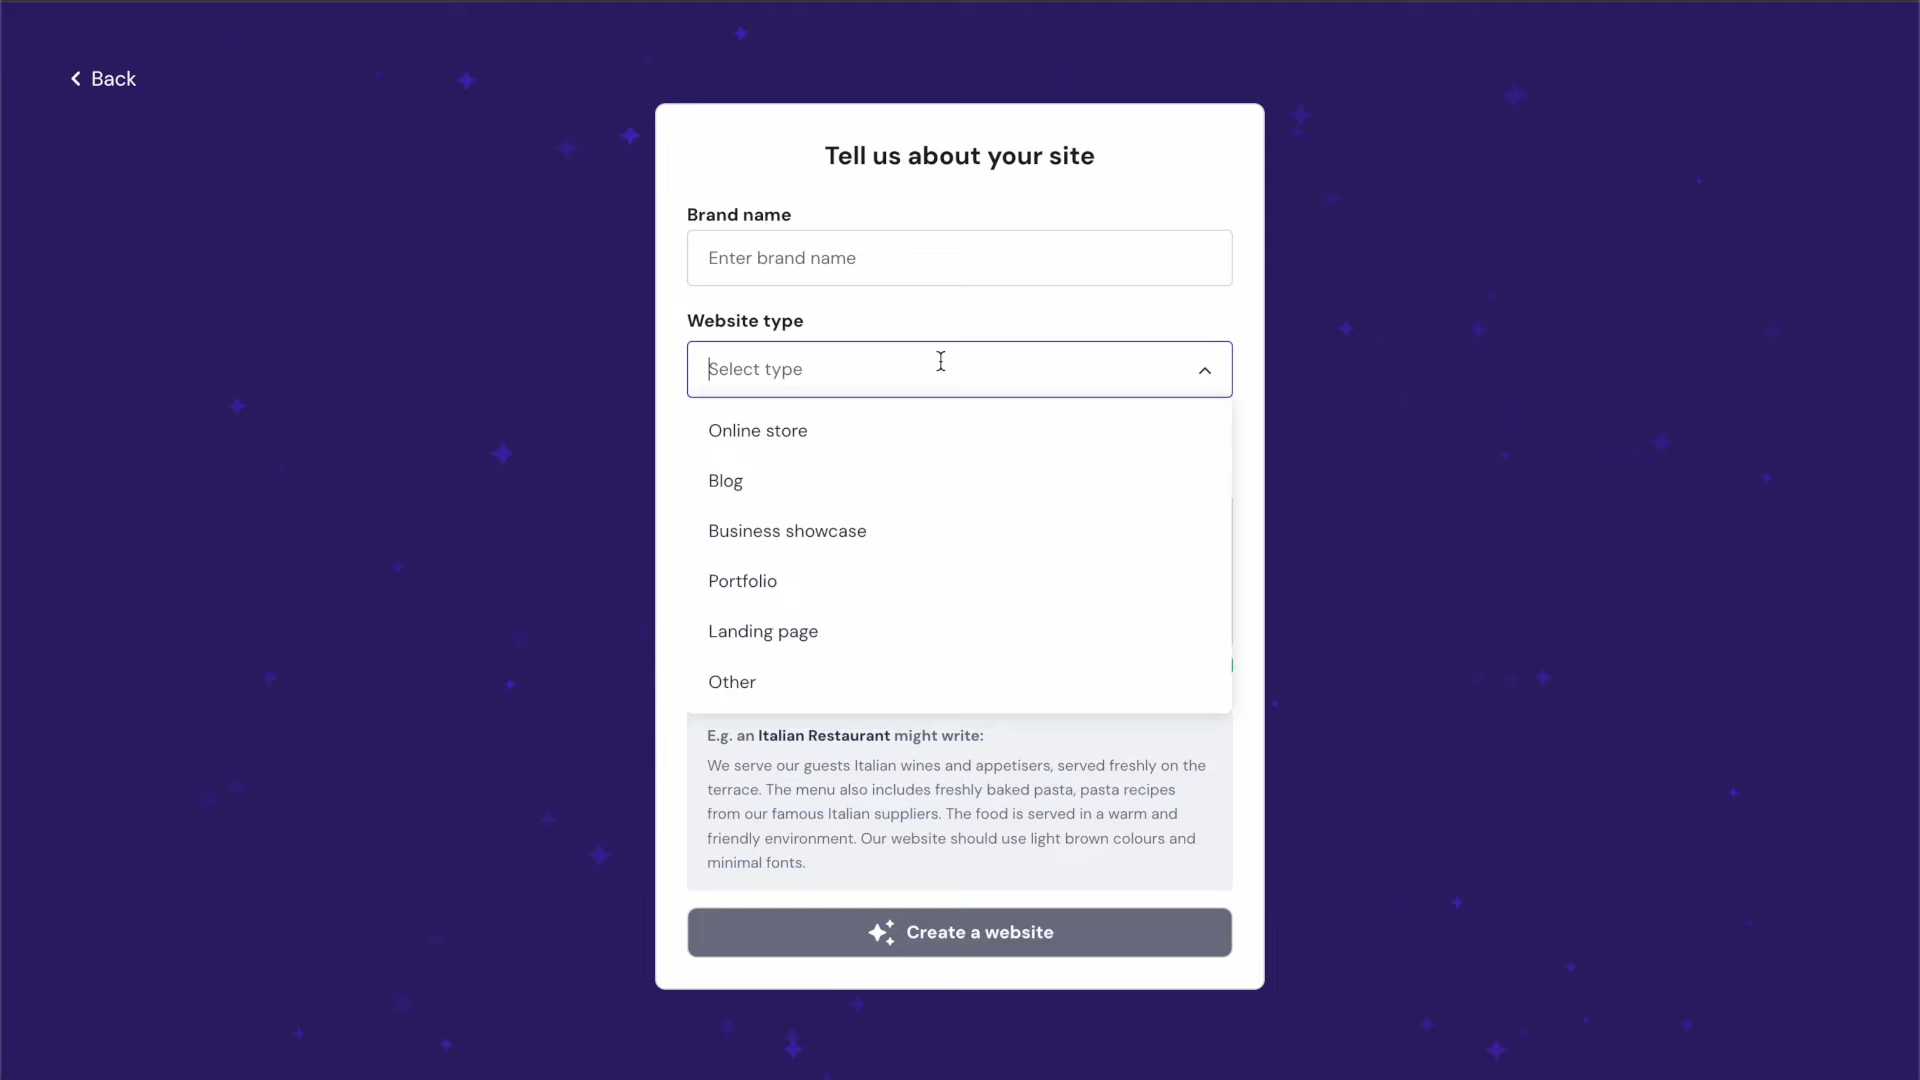 Back
Tell us about your site
Brand name
Enter brand name
Website type
Select type
Online store
Blog
Business showcase
Portfolio
Landing page
Other
E.g. an Italian Restaurant might write:
We serve our guests Italian wines and appetisers, served freshly on the
terrace. The menu also includes freshly baked pasta, pasta recipes
from our famous Italian suppliers. The food is served in a warm and
friendly environment. Our website should use light brown colours and
minimal fonts.
Create a website